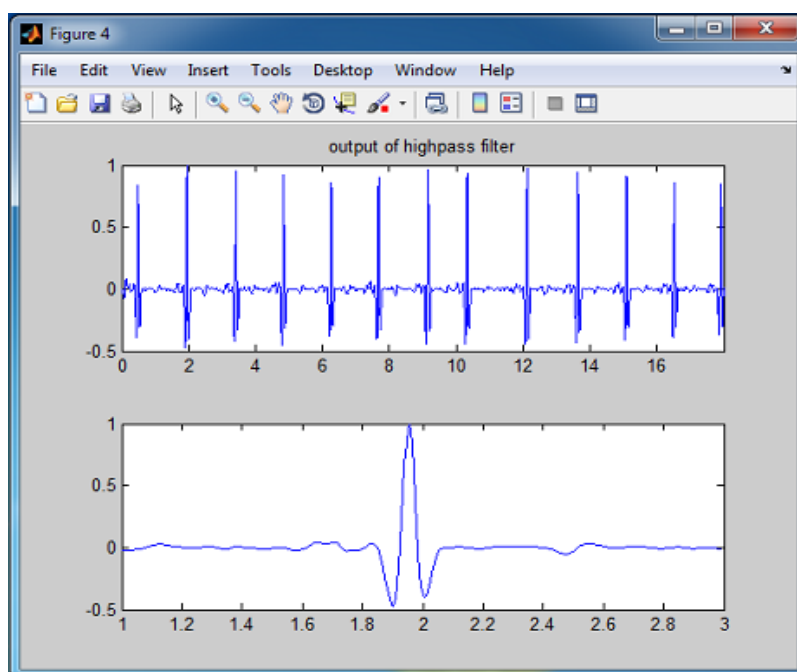 Figure 4
File Edit View Insert Tools Desktop Window Help
output of highpass filter
1
0.5
0
-0.5
0 2 4 6 8 10 12 14 16
1
0.5
0
-0.5
1 1.2 1.4 1.6 1.8 2 2.2 2.4 2.6 2.8 3